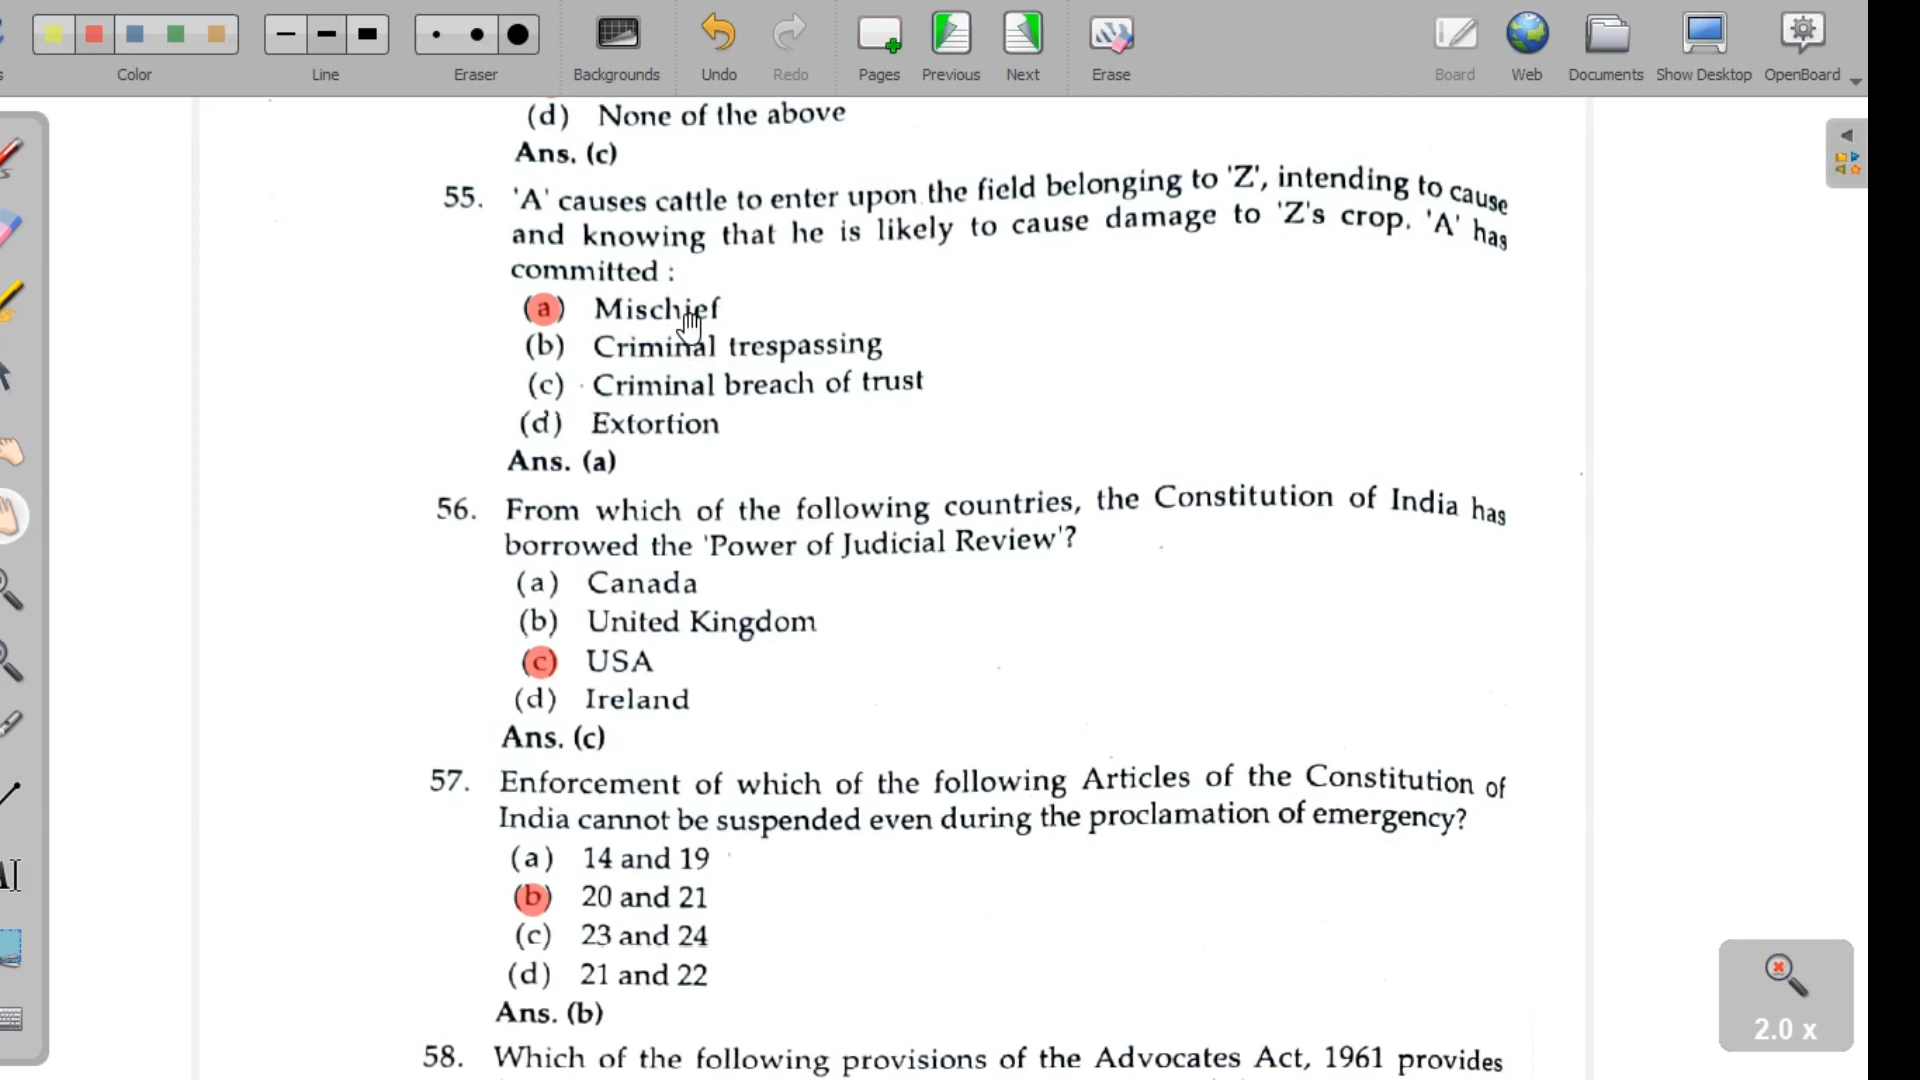 Color
Line
Eraser
Backgrounds
Undo
Redo
Pages
Previous
Next
Erase
Board
Web
Documents
Show Desktop
OpenBoard
(d) None of the above
Ans. (c)
55. 'A' causes cattle to enter upon the field belonging to 'Z', intending to cause
and knowing that he is likely to cause damage to 'Z's crop. 'A' has
committed :
(a) Mischief
(b) Criminal trespassing
(c) Criminal breach of trust
(d) Extortion
Ans. (a)
56. From which of the following countries, the Constitution of India has
borrowed the 'Power of Judicial Review'?
(a) Canada
(b) United Kingdom
(c) USA
(d) Ireland
Ans. (c)
57. Enforcement of which of the following Articles of the Constitution of
India cannot be suspended even during the proclamation of emergency?
(a) 14 and 19
(b) 20 and 21
(c) 23 and 24
(d) 21 and 22
Ans. (b)
58. Which of the following provisions of the Advocates Act, 1961 provides
2.0 x